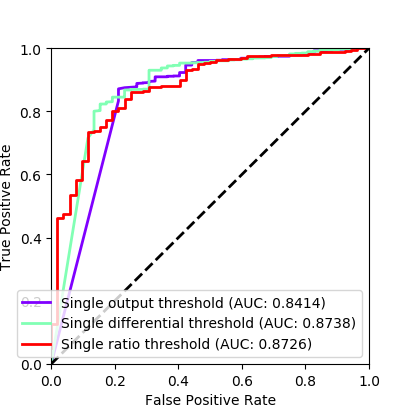 1.0
0.8
0.6
0.4
0.2
0.0
True Positive Rate
Single output threshold (AUC: 0.8414)
Single differential threshold (AUC: 0.8738)
Single ratio threshold (AUC: 0.8726)
0.0 0.2 0.4 0.6 0.8 1.0
False Positive Rate